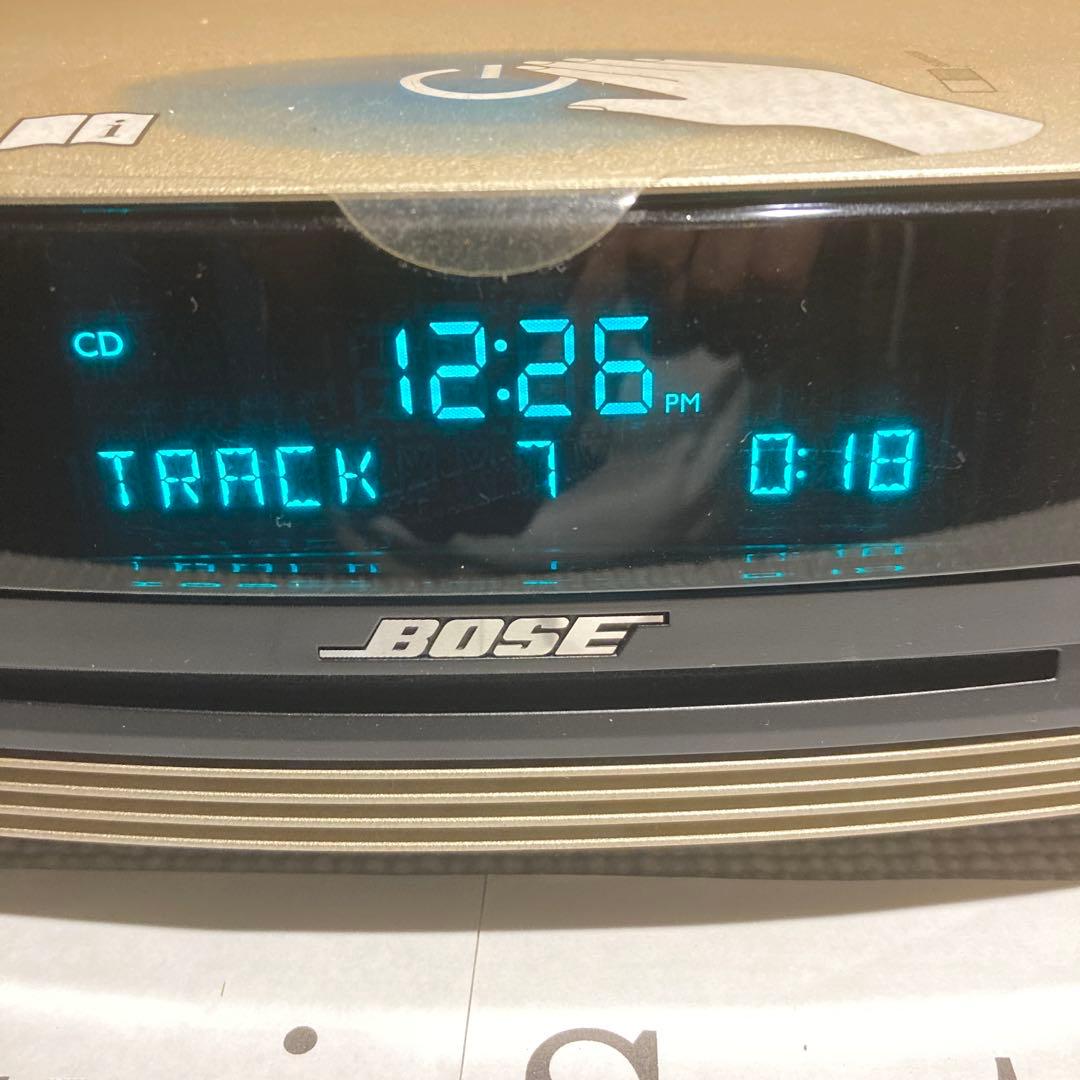 i
CD
12:26 PM
TRACK 7 0:18
BOSE
i S